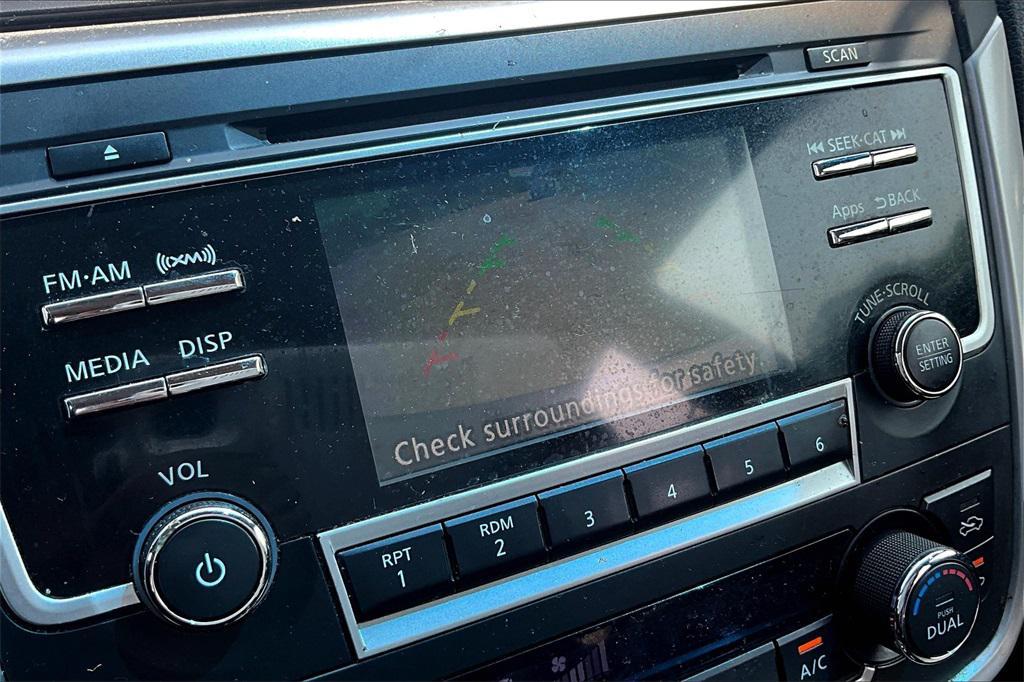 SCAN
SEEK·CAT
Apps BACK
FM·AM ((XM))
MEDIA DISP
TUNE·SCROLL
ENTER
SETTING
Check surroundings for safety.
VOL
RPT
1
RDM
2
3
4
5
6
PUSH
DUAL
A/C